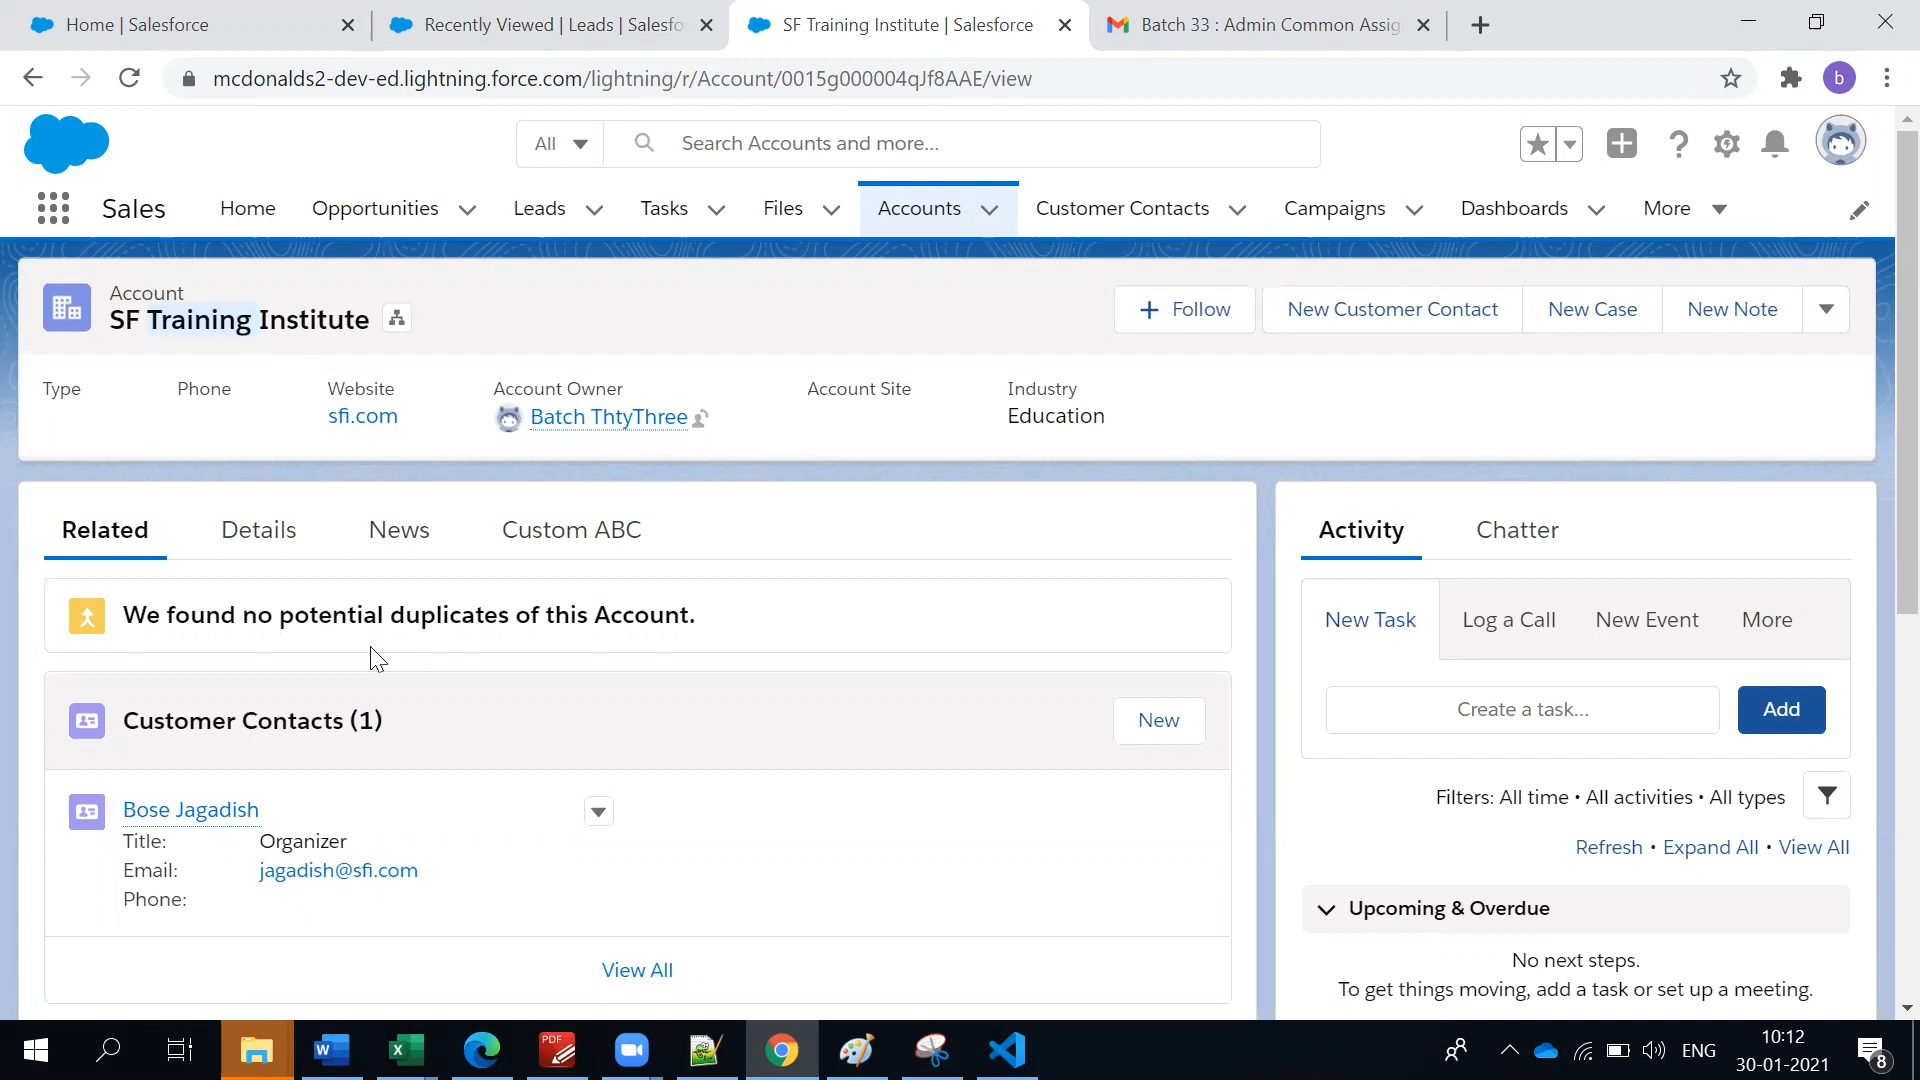 Home | Salesforce
Recently Viewed | Leads | Salesfo
SF Training Institute | Salesforce
Batch 33 : Admin Common Assig
mcdonalds2-dev-ed.lightning.force.com/lightning/r/Account/0015g000004qJf8AAE/view
b
All
Search Accounts and more...
Sales
Home
Opportunities
Leads
Tasks
Files
Accounts
Customer Contacts
Campaigns
Dashboards
More
Account
SF Training Institute
Follow
New Customer Contact
New Case
New Note
Type
Phone
Website
Account Owner
Account Site
Industry
sfi.com
Batch ThtyThree
Education
Related
Details
News
Custom ABC
We found no potential duplicates of this Account.
Customer Contacts (1)
New
Bose Jagadish
Title: Organizer
Email: jagadish@sfi.com
Phone:
View All
Activity
Chatter
New Task
Log a Call
New Event
More
Create a task...
Add
Filters: All time • All activities • All types
Refresh • Expand All • View All
Upcoming & Overdue
No next steps.
To get things moving, add a task or set up a meeting.
PDF
ENG
10:12
30-01-2021
8